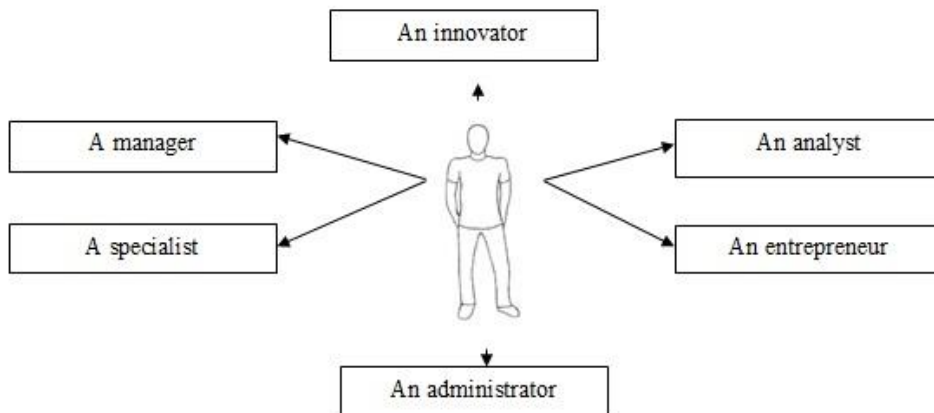 An innovator
A manager
An analyst
A specialist
An entrepreneur
An administrator